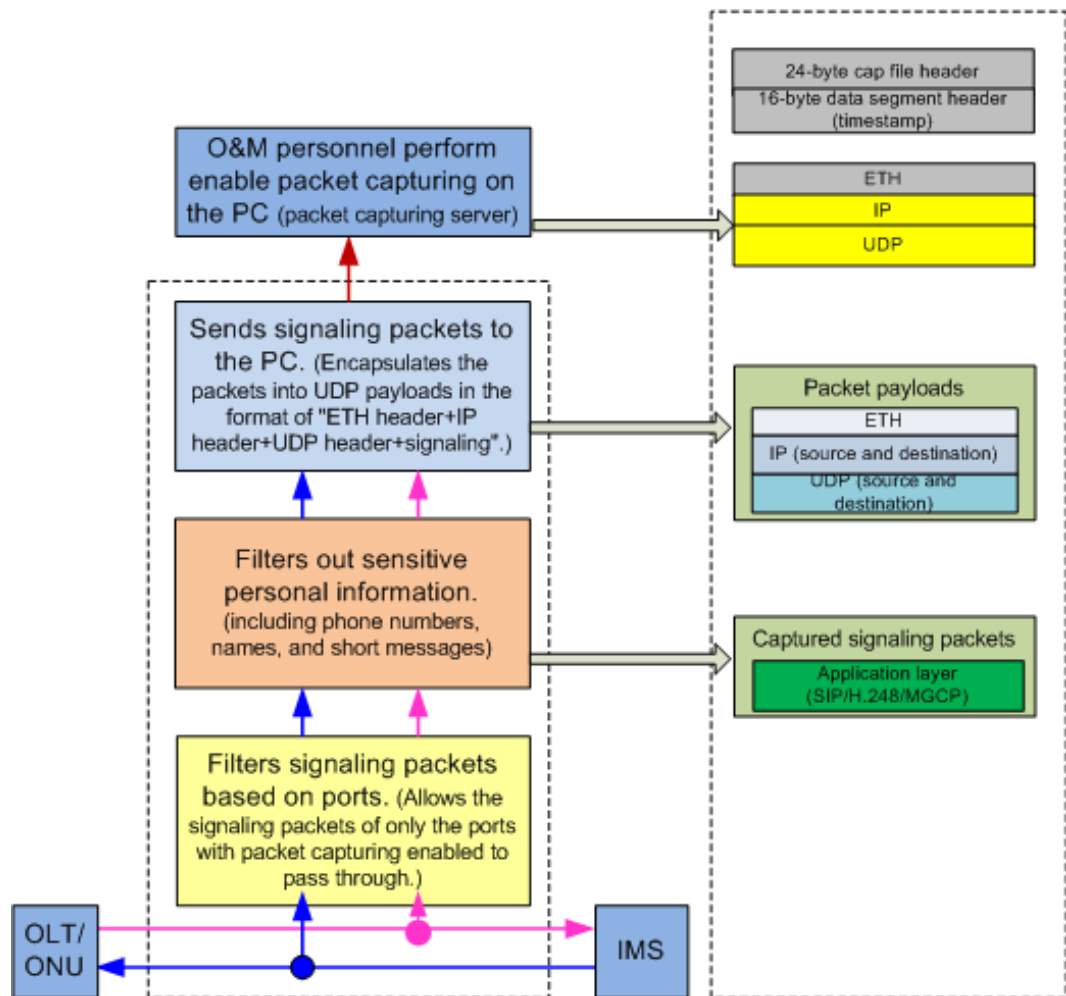 O&M personnel perform
enable packet capturing on
the PC (packet capturing server)
Sends signaling packets to
the PC. (Encapsulates the
packets into UDP payloads in the
format of "ETH header+IP
header+UDP header+signaling".)
Filters out sensitive
personal information.
(including phone numbers,
names, and short messages)
Filters signaling packets
based on ports. (Allows the
signaling packets of only the ports
with packet capturing enabled to
pass through.)
OLT/
ONU
IMS
24-byte cap file header
16-byte data segment header
(timestamp)
ETH
IP
UDP
Packet payloads
ETH
IP (source and destination)
UDP (source and
destination)
Captured signaling packets
Application layer
(SIP/H.248/MGCP)